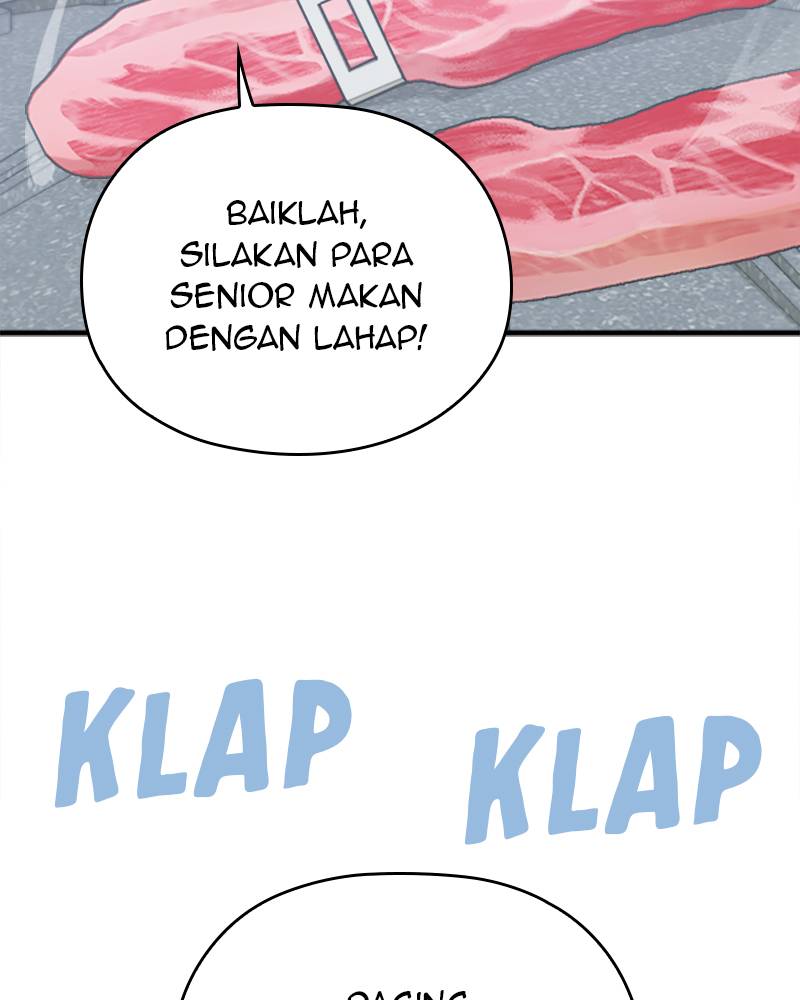 BAIKLAH,
SILAKAN PARA
SENIOR MAKAN
DENGAN LAHAP!
KLAP
KLAP